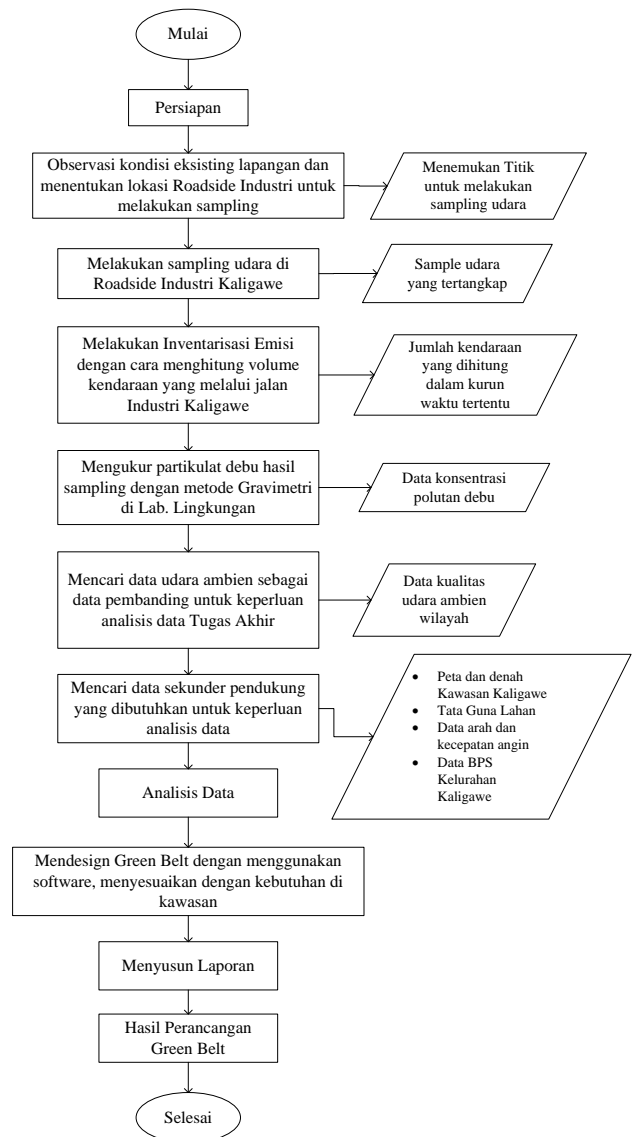 Mulai
Persiapan
Observasi kondisi eksisting lapangan dan
menentukan lokasi Roadside Industri untuk
melakukan sampling
Menemukan Titik
untuk melakukan
sampling udara
Melakukan sampling udara di
Roadside Industri Kaligawe
Sample udara
yang tertangkap
Melakukan Inventarisasi Emisi
dengan cara menghitung volume
kendaraan yang melalui jalan
Industri Kaligawe
Jumlah kendaraan
yang dihitung
dalam kurun
waktu tertentu
Mengukur partikulat debu hasil
sampling dengan metode Gravimetri
di Lab. Lingkungan
Data konsentrasi
polutan debu
Mencari data udara ambien sebagai
data pembanding untuk keperluan
analisis data Tugas Akhir
Data kualitas
udara ambien
wilayah
Mencari data sekunder pendukung
yang dibutuhkan untuk keperluan
analisis data
• Peta dan denah
Kawasan Kaligawe
• Tata Guna Lahan
• Data arah dan
kecepatan angin
• Data BPS
Kelurahan
Kaligawe
Analisis Data
Mendesign Green Belt dengan menggunakan
software, menyesuaikan dengan kebutuhan di
kawasan
Menyusun Laporan
Hasil Perancangan
Green Belt
Selesai